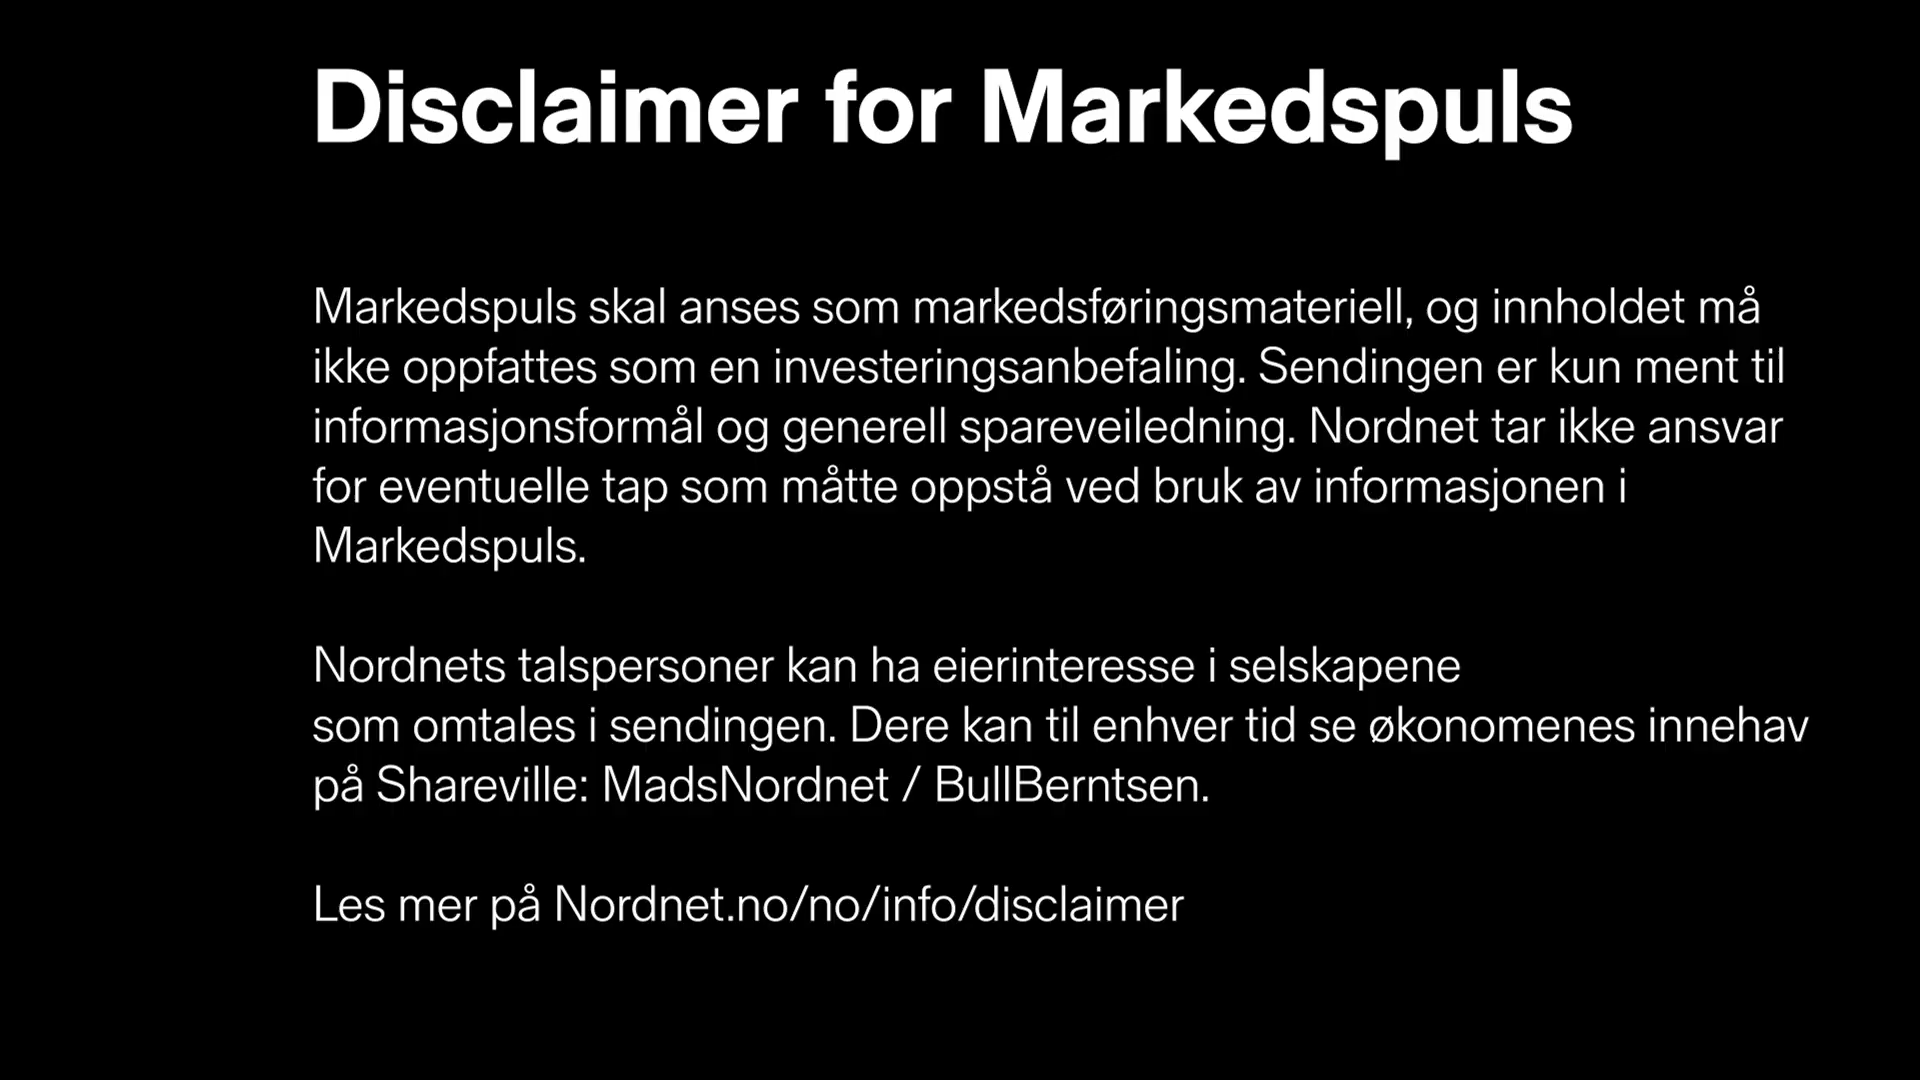 Disclaimer for Markedspuls
Markedspuls skal anses som markedsføringsmateriell, og innholdet må
ikke oppfattes som en investeringsanbefaling. Sendingen er kun ment til
informasjonsformål og generell spareveiledning. Nordnet tar ikke ansvar
for eventuelle tap som måtte oppstå ved bruk av informasjonen i
Markedspuls.
Nordnets talspersoner kan ha eierinteresse i selskapene
som omtales i sendingen. Dere kan til enhver tid se økonomenes innehav
på Shareville: MadsNordnet / BullBerntsen.
Les mer på Nordnet.no/no/info/disclaimer